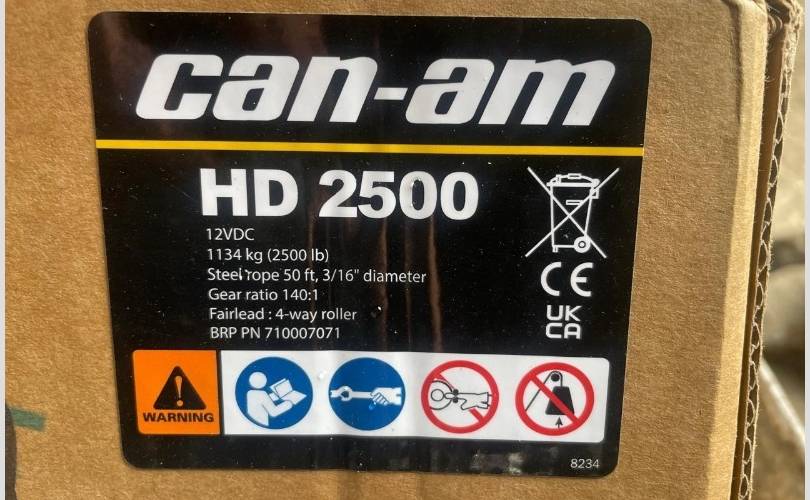 can-am
HD 2500
12VDC
1134 kg (2500 lb)
Steel rope 50 ft, 3/16" diameter
Gear ratio 140:1
Fairlead : 4-way roller
BRP PN 710007071
CE
UK
CA
WARNING
8234